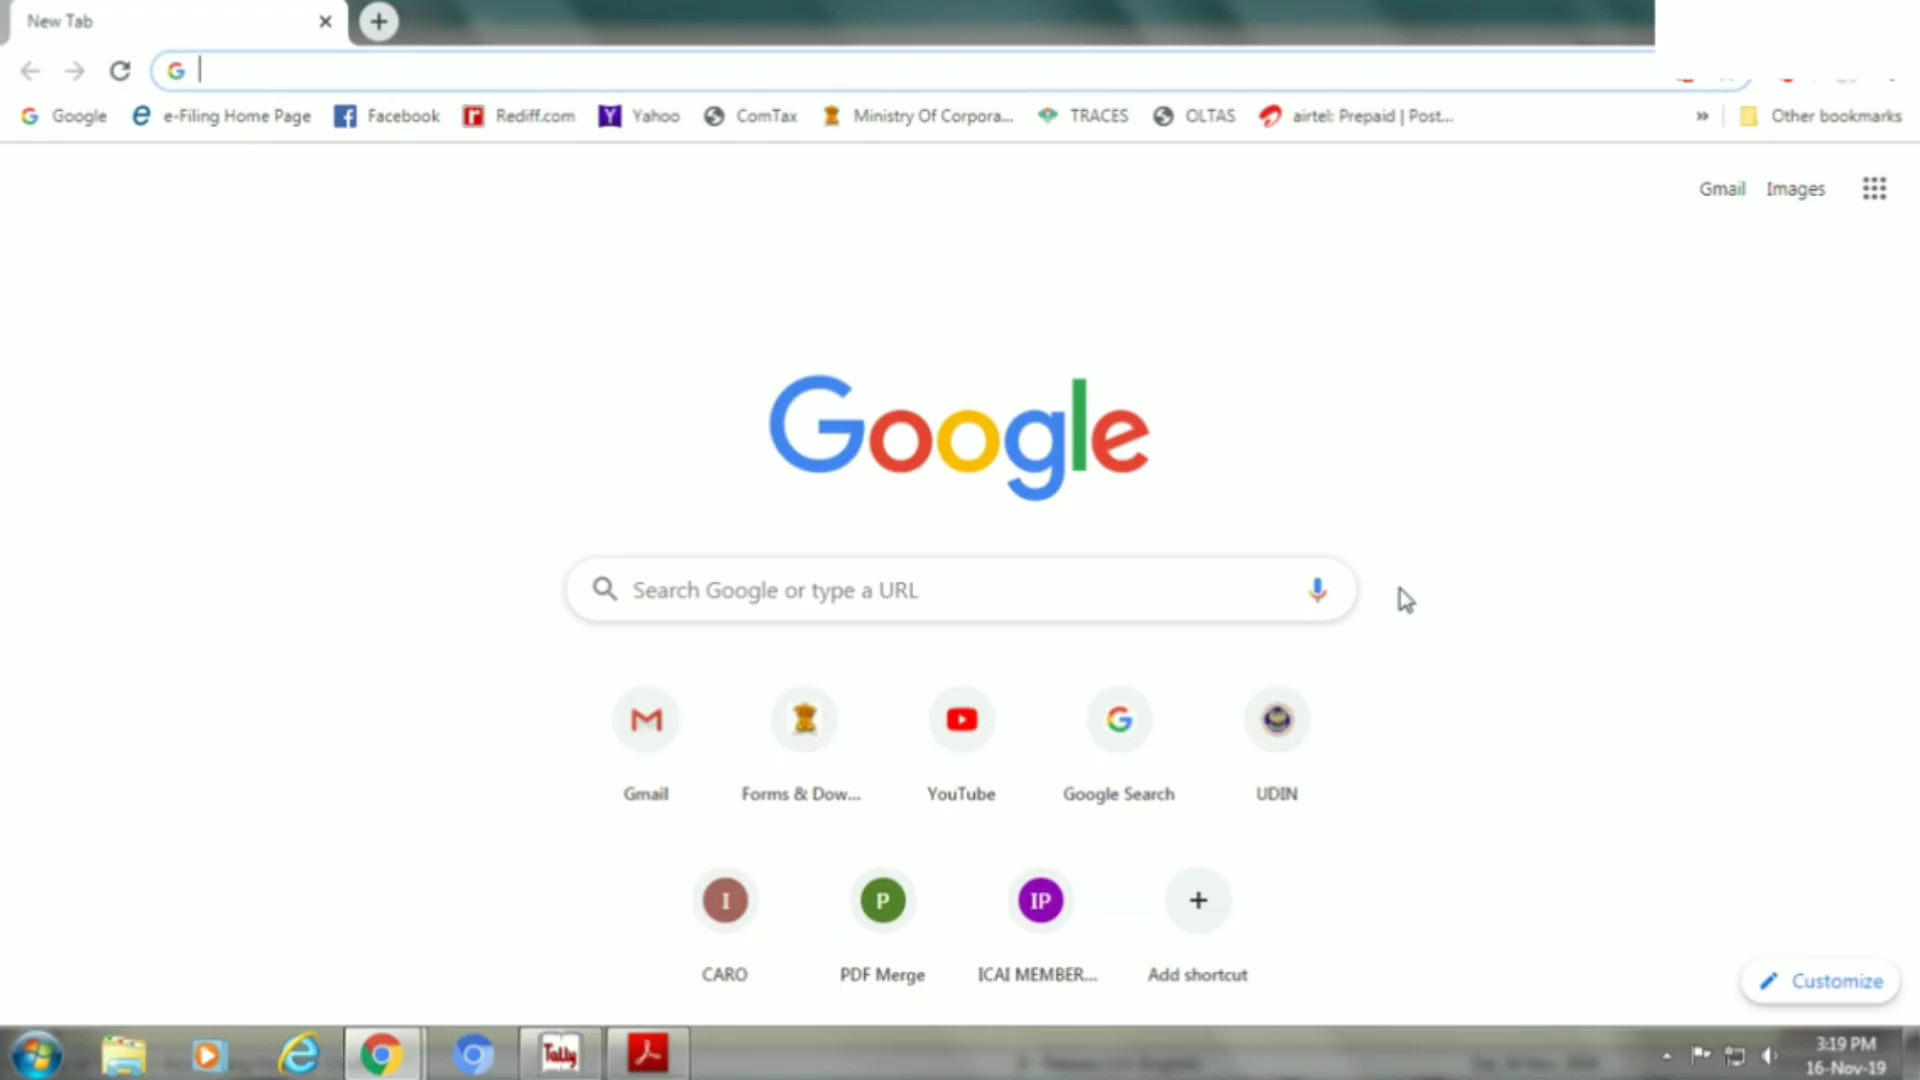 New Tab
Google e-Filing Home Page Facebook Rediff.com Yahoo ComTax Ministry Of Corpora... TRACES OLTAS airtel: Prepaid | Post... » Other bookmarks
Gmail Images
Google
Search Google or type a URL
Gmail Forms & Dow... YouTube Google Search UDIN
I P IP
CARO PDF Merge ICAI MEMBER... Add shortcut
Customize
Tally
3:19 PM
16-Nov-19